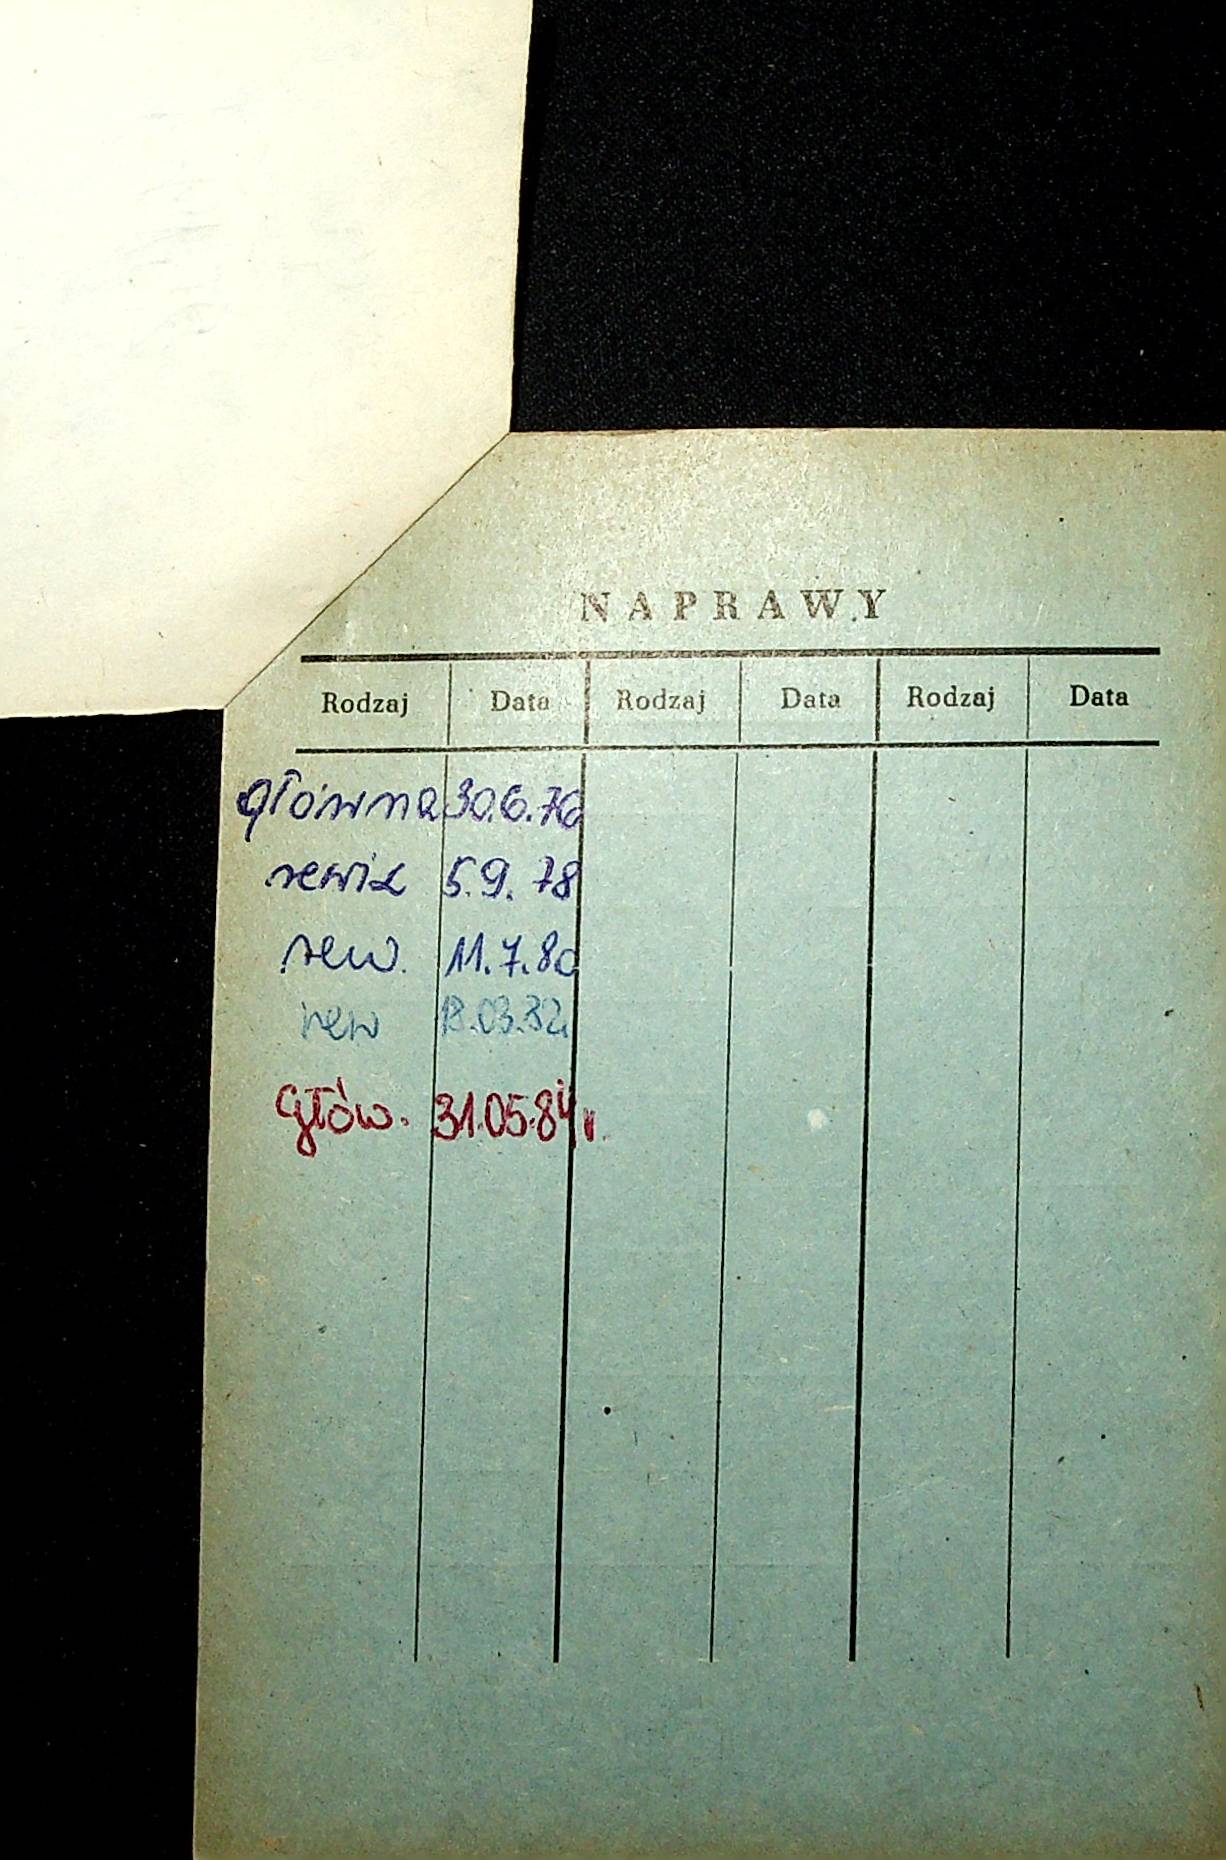 NAPRAWY
Rodzaj Data Rodzaj Data Rodzaj Data
główna 30.6.76
rewiz 5.9.78
rew. 11.7.80
rew 18.03.82
głów. 31.05.84r.